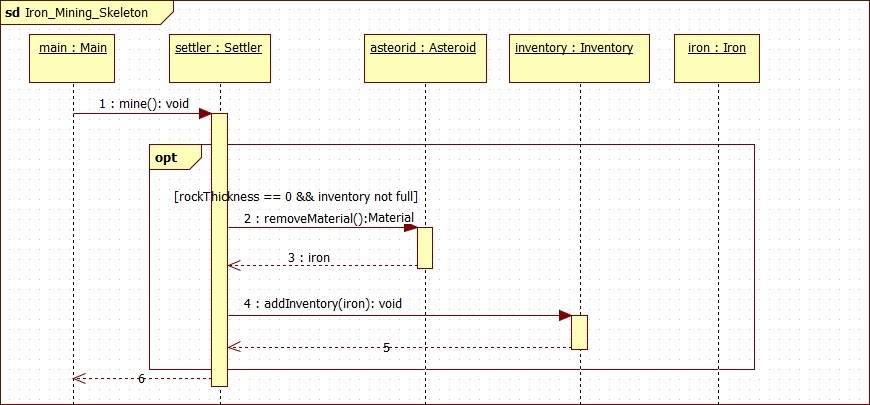 sd Iron_Mining_Skeleton
main : Main
settler : Settler
asteorid : Asteroid
inventory : Inventory
iron : Iron
1 : mine(): void
opt
[rockThickness == 0 && inventory not full]
2 : removeMaterial():Material
3 : iron
4 : addInventory(iron): void
5
6